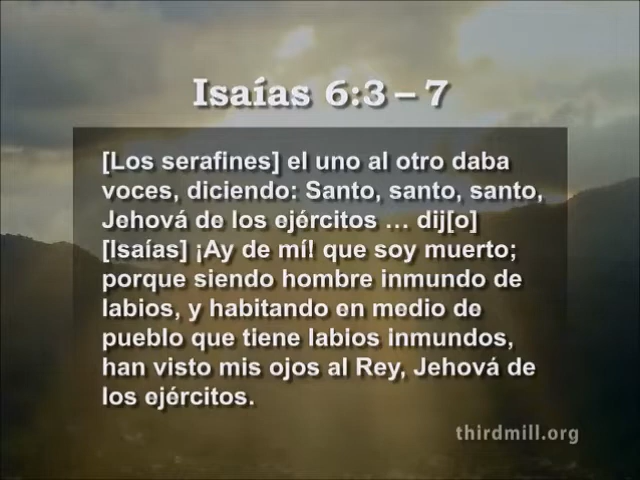 Isaías 6:3 – 7
[Los serafines] el uno al otro daba
voces, diciendo: Santo, santo, santo,
Jehová de los ejércitos … dij[o]
[Isaías] ¡Ay de mí! que soy muerto;
porque siendo hombre inmundo de
labios, y habitando en medio de
pueblo que tiene labios inmundos,
han visto mis ojos al Rey, Jehová de
los ejércitos.
thirdmill.org